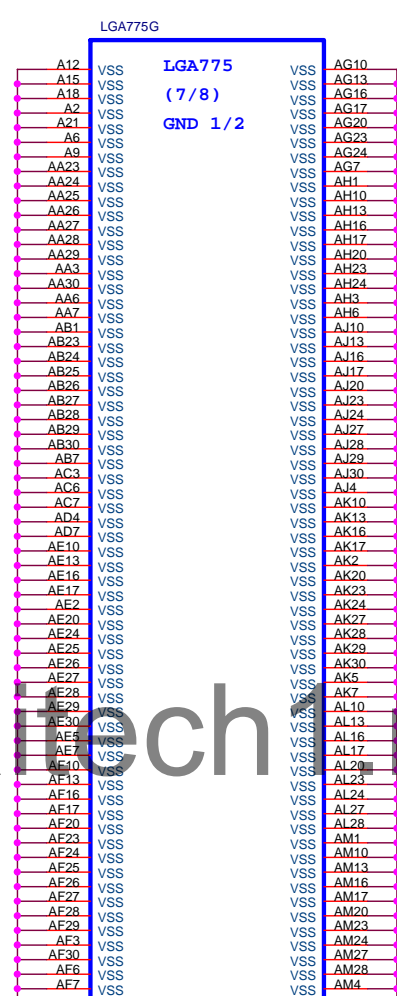 LGA775G
A12 VSS LGA775 VSS AG10
A15 VSS (7/8) VSS AG13
A18 VSS VSS AG16
A2 VSS GND 1/2 VSS AG17
A21 VSS VSS AG20
A6 VSS VSS AG23
A9 VSS VSS AG24
AA23 VSS VSS AG7
AA24 VSS VSS AH1
AA25 VSS VSS AH10
AA26 VSS VSS AH13
AA27 VSS VSS AH16
AA28 VSS VSS AH17
AA29 VSS VSS AH20
AA3 VSS VSS AH23
AA30 VSS VSS AH24
AA6 VSS VSS AH3
AA7 VSS VSS AH6
AB1 VSS VSS AJ10
AB23 VSS VSS AJ13
AB24 VSS VSS AJ16
AB25 VSS VSS AJ17
AB26 VSS VSS AJ20
AB27 VSS VSS AJ23
AB28 VSS VSS AJ24
AB29 VSS VSS AJ27
AB30 VSS VSS AJ28
AB7 VSS VSS AJ29
AC3 VSS VSS AJ30
AC6 VSS VSS AJ4
AC7 VSS VSS AK10
AD4 VSS VSS AK13
AD7 VSS VSS AK16
AE10 VSS VSS AK17
AE13 VSS VSS AK2
AE16 VSS VSS AK20
AE17 VSS VSS AK23
AE2 VSS VSS AK24
AE20 VSS VSS AK27
AE24 VSS VSS AK28
AE25 VSS VSS AK29
AE26 VSS VSS AK30
AE27 VSS VSS AK5
AE28 VSS VSS AK7
AE29 VSS VSS AL10
AE30 VSS VSS AL13
AE5 VSS VSS AL16
AE7 VSS VSS AL17
AF10 VSS VSS AL20
AF13 VSS VSS AL23
AF16 VSS VSS AL24
AF17 VSS VSS AL27
AF20 VSS VSS AL28
AF23 VSS VSS AM1
AF24 VSS VSS AM10
AF25 VSS VSS AM13
AF26 VSS VSS AM16
AF27 VSS VSS AM17
AF28 VSS VSS AM20
AF29 VSS VSS AM23
AF3 VSS VSS AM24
AF30 VSS VSS AM27
AF6 VSS VSS AM28
AF7 VSS VSS AM4
itech1.